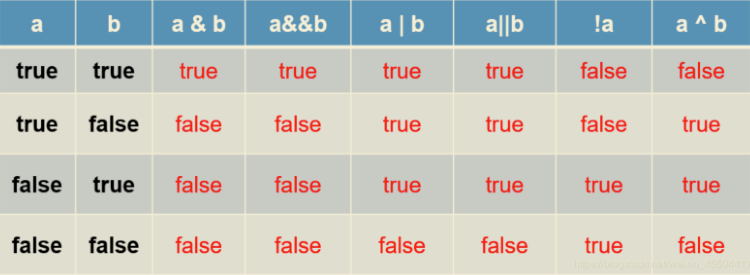 a b a & b a&&b a | b a||b !a a ^ b
true true true true true true false false
true false false false true true false true
false true false false true true true true
false false false false false false true false